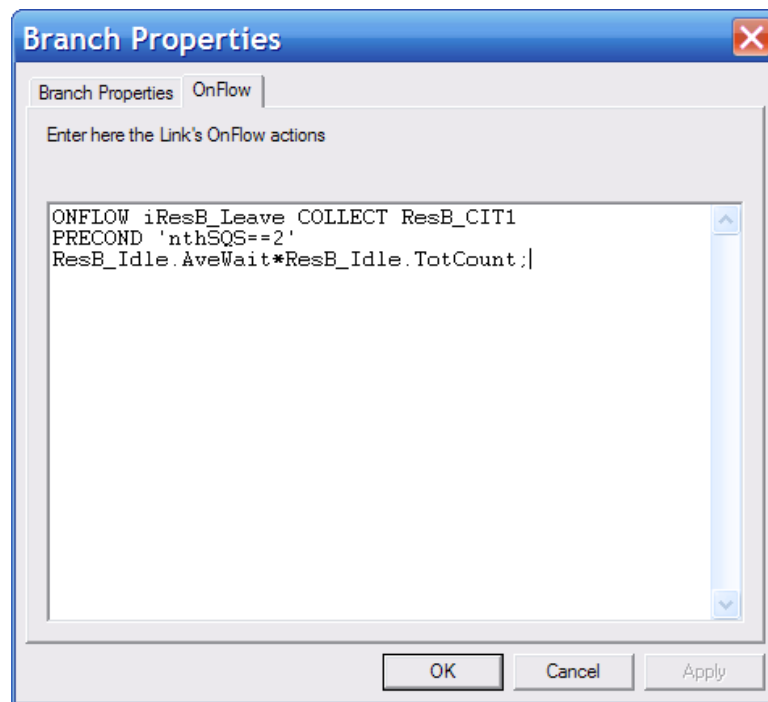 Branch Properties
Branch Properties OnFlow
Enter here the Link's OnFlow actions
ONFLOW iResB_Leave COLLECT ResB_CIT1
PRECOND 'nthSQS==2'
ResB_Idle.AveWait*ResB_Idle.TotCount;
OK Cancel Apply